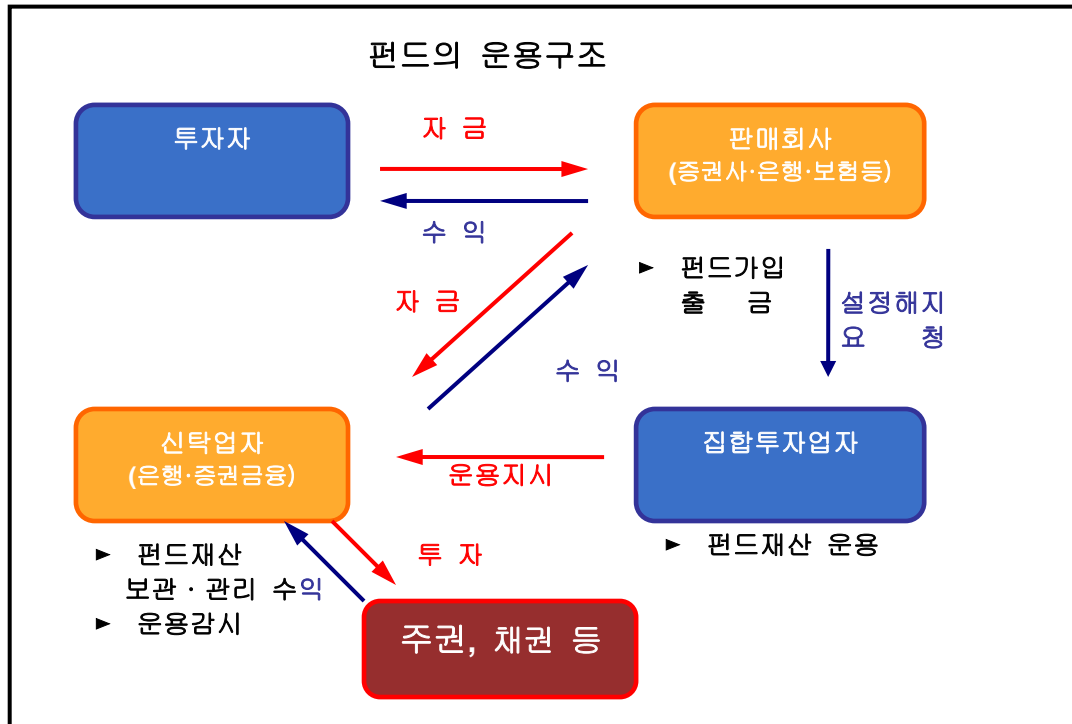 펀드의 운용구조
투자자
자 금
판매회사
(증권사·은행·보험등)
수 익
► 펀드가입
출 금
자 금
설정해지
요 청
수 익
신탁업자
(은행·증권금융)
집합투자업자
운용지시
► 펀드재산 운용
► 펀드재산
보관 · 관리 수익
► 운용감시
투 자
주권, 채권 등